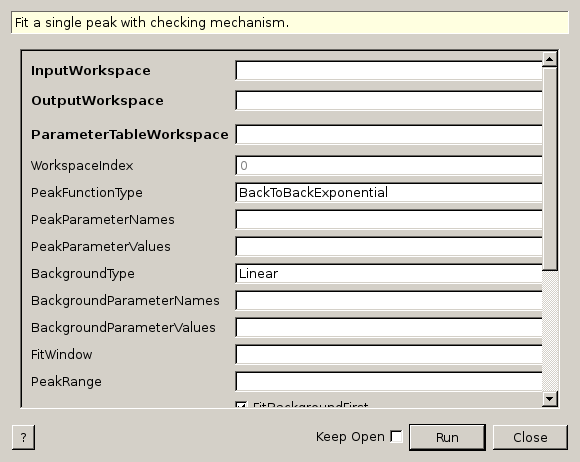 Fit a single peak with checking mechanism.
InputWorkspace
OutputWorkspace
ParameterTableWorkspace
WorkspaceIndex 0
PeakFunctionType BackToBackExponential
PeakParameterNames
PeakParameterValues
BackgroundType Linear
BackgroundParameterNames
BackgroundParameterValues
FitWindow
PeakRange
FitBackgroundFirst
? Keep Open Run Close